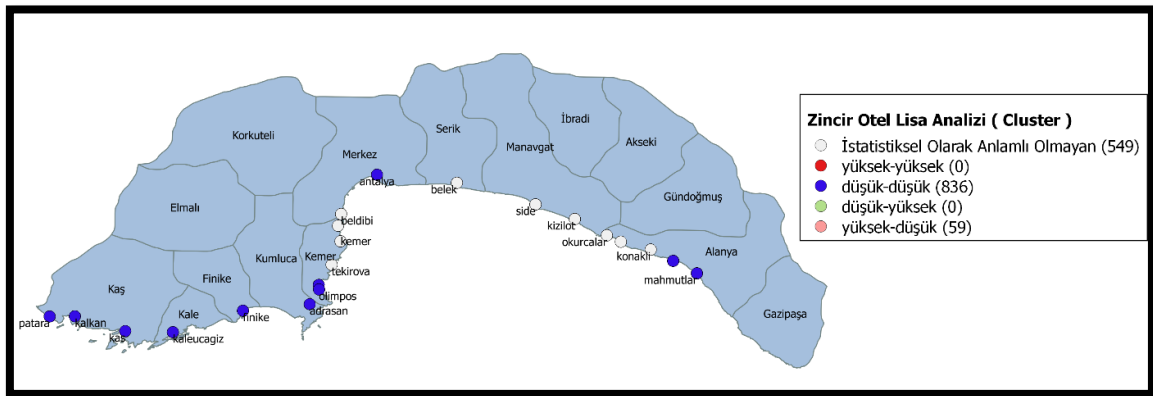 Zincir Otel Lisa Analizi ( Cluster )
İstatistiksel Olarak Anlamlı Olmayan (549)
yüksek-yüksek (0)
düşük-düşük (836)
düşük-yüksek (0)
yüksek-düşük (59)
Korkuteli
Merkez
Serik
İbradi
Manavgat
Akseki
Gündoğmuş
antalya
belek
Elmalı
side
beldibi
kizilot
kemer
okurcalar
konakli
Alanya
Kumluca
Kemer
tekirova
mahmutlar
Finike
Kaş
olimpos
adrasan
Gazipaşa
Kale
finike
patara
kalkan
kaş
kaleucagiz